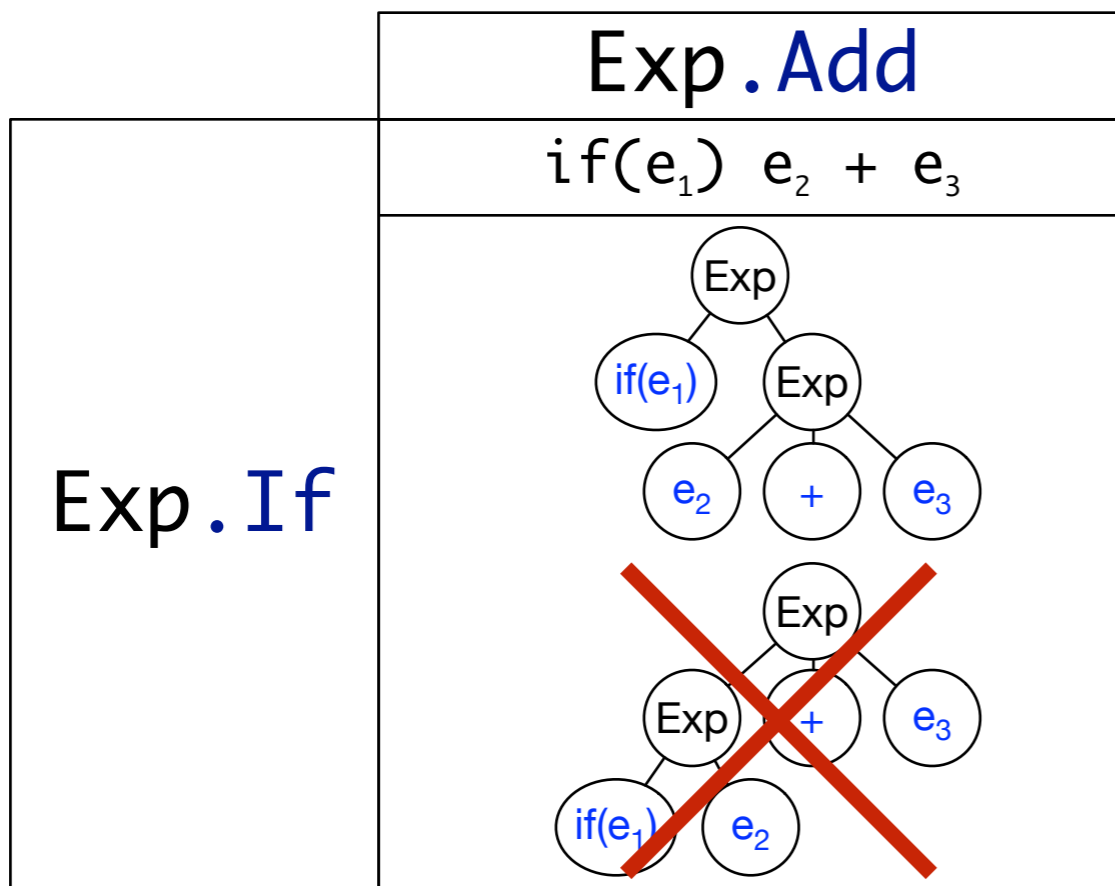 Exp.Add
if(e₁) e₂ + e₃
Exp.If
Exp
if(e₁) Exp
e₂ + e₃
Exp
Exp + e₃
if(e₁) e₂